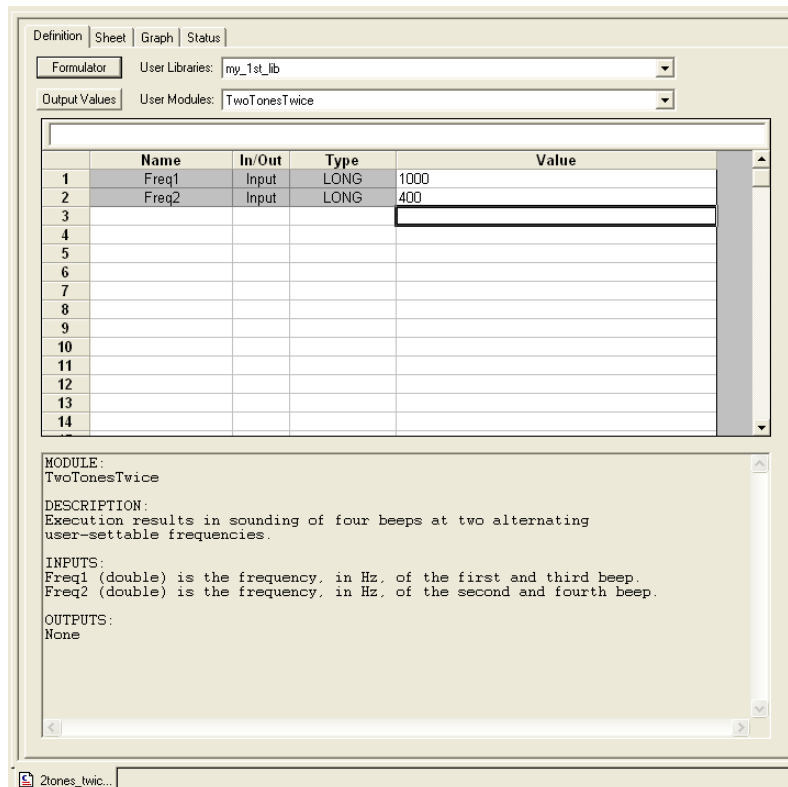 Definition Sheet Graph Status
Formulator User Libraries: my_1st_lib
Output Values User Modules: TwoTonesTwice
Name In/Out Type Value
1 Freq1 Input LONG 1000
2 Freq2 Input LONG 400
3
4
5
6
7
8
9
10
11
12
13
14
MODULE:
TwoTonesTwice
DESCRIPTION:
Execution results in sounding of four beeps at two alternating
user-settable frequencies.
INPUTS:
Freq1 (double) is the frequency, in Hz, of the first and third beep.
Freq2 (double) is the frequency, in Hz, of the second and fourth beep.
OUTPUTS:
None
2tones_twic...